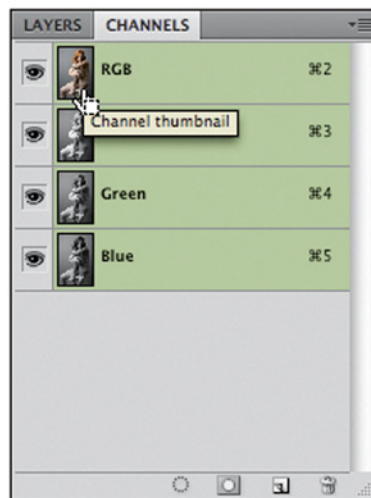 LAYERS CHANNELS
RGB ⌘2
Channel thumbnail
⌘3
Green ⌘4
Blue ⌘5